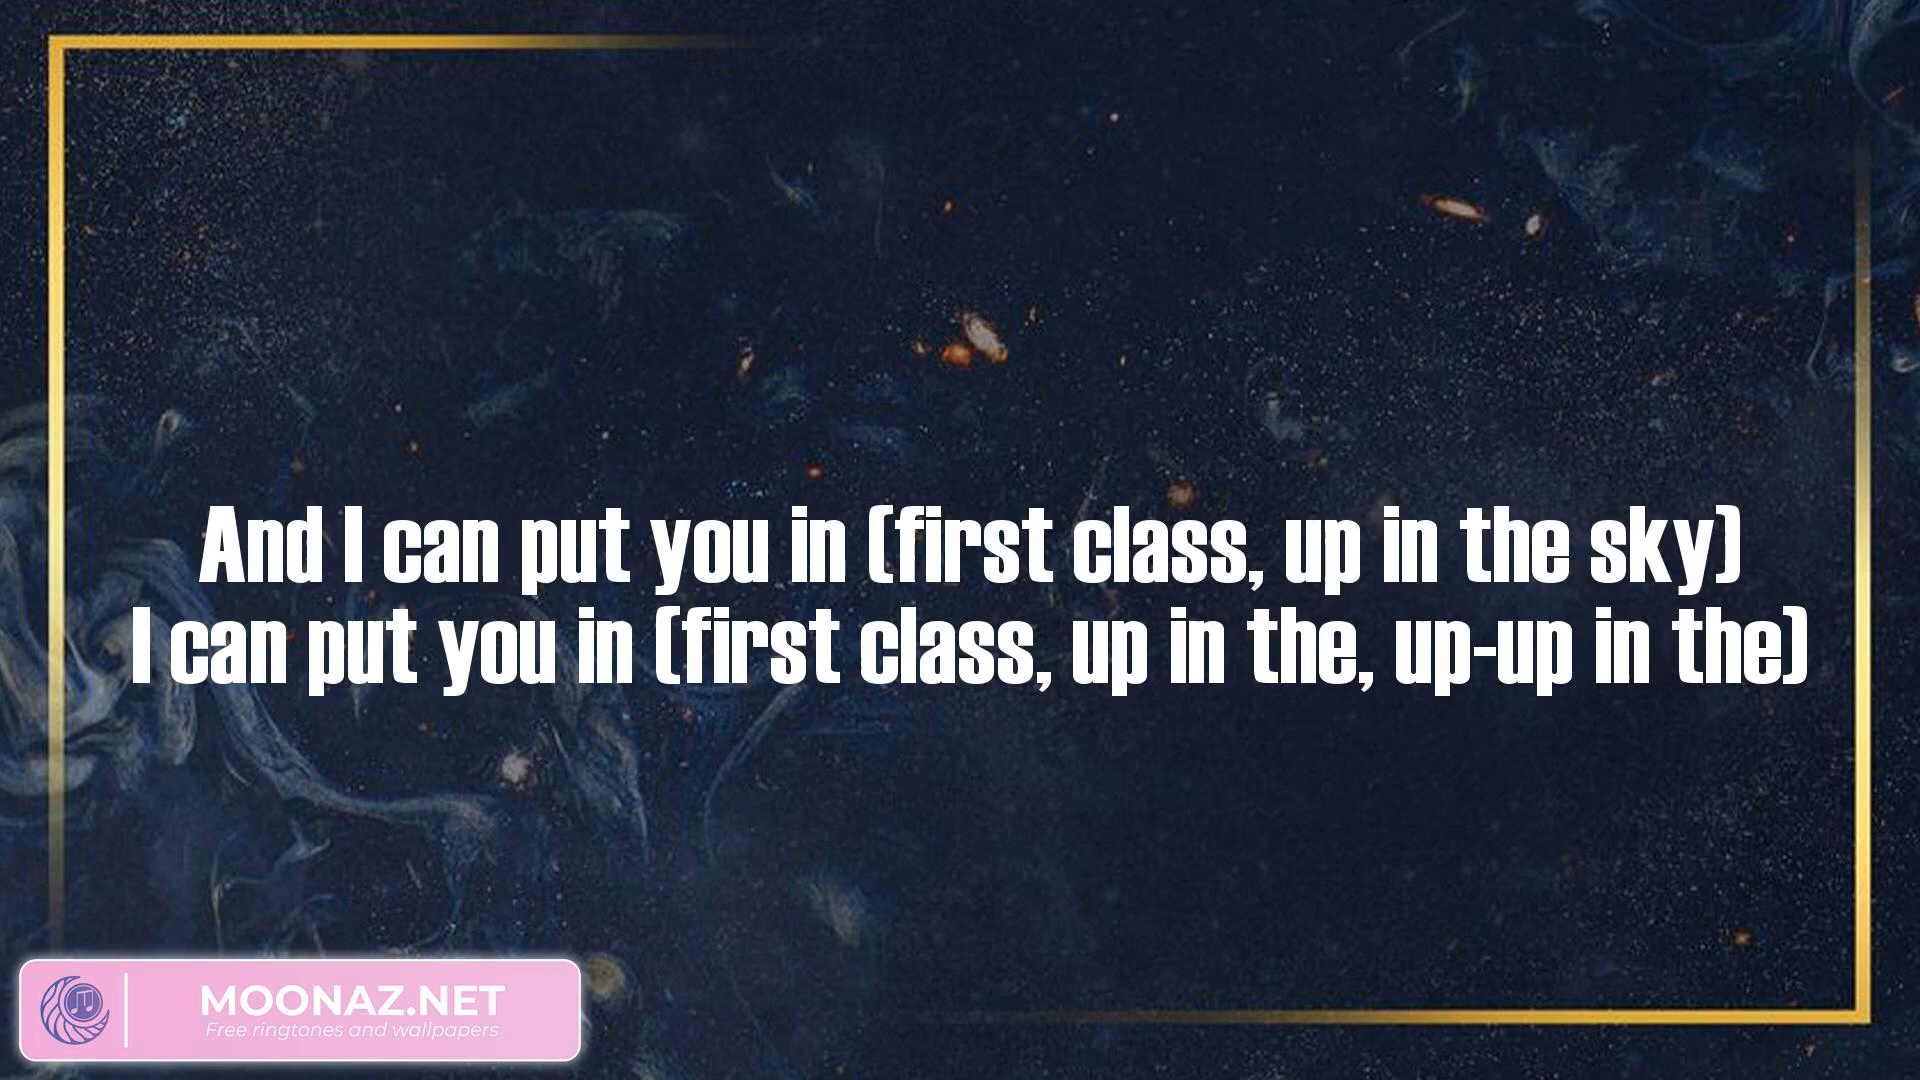 And I can put you in (first class, up in the sky)
I can put you in (first class, up in the, up-up in the)
MOONAZ.NET
Free ringtones and wallpapers